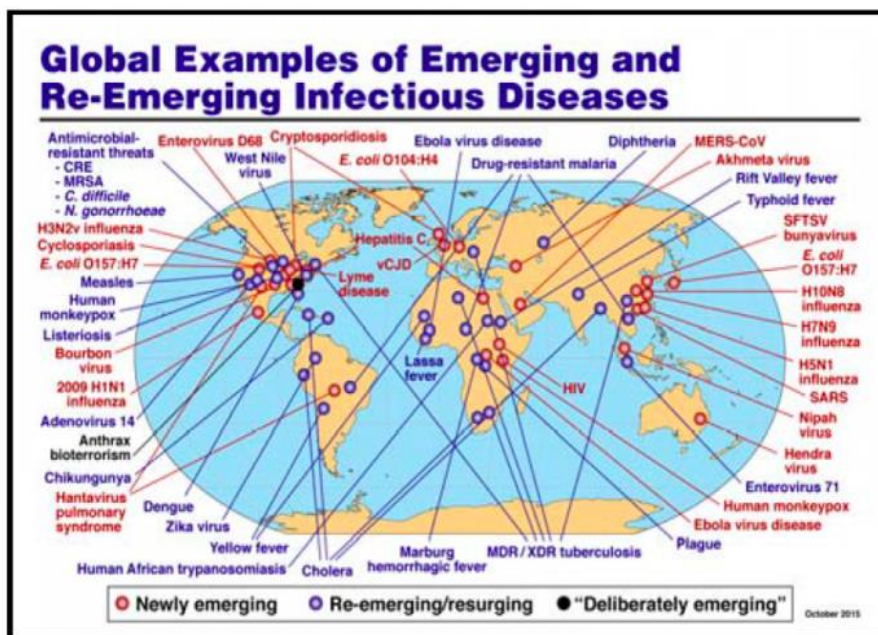 Global Examples of Emerging and
Re-Emerging Infectious Diseases
Antimicrobial-
resistant threats
- CRE
- MRSA
- C. difficile
- N. gonorrhoeae
H3N2v influenza
Cyclosporiasis
E. coli O157:H7
Measles
Human
monkeypox
Listeriosis
Bourbon
virus
2009 H1N1
influenza
Adenovirus 14
Anthrax
bioterrorism
Chikungunya
Hantavirus
pulmonary
syndrome
Enterovirus D68
West Nile
virus
Cryptosporidiosis
E. coli O104:H4
Ebola virus disease
Drug-resistant malaria
Diphtheria
MERS-CoV
Akhmeta virus
Rift Valley fever
Typhoid fever
SFTSV
bunyavirus
E. coli
O157:H7
H10N8
influenza
H7N9
influenza
H5N1
influenza
SARS
Nipah
virus
Hendra
virus
Enterovirus 71
Human monkeypox
Ebola virus disease
Plague
Hepatitis C
vCJD
Lyme
disease
Lassa
fever
HIV
Dengue
Zika virus
Yellow fever
Human African trypanosomiasis
Cholera
Marburg
hemorrhagic fever
MDR/XDR tuberculosis
Newly emerging
Re-emerging/resurging
"Deliberately emerging"
October 2015